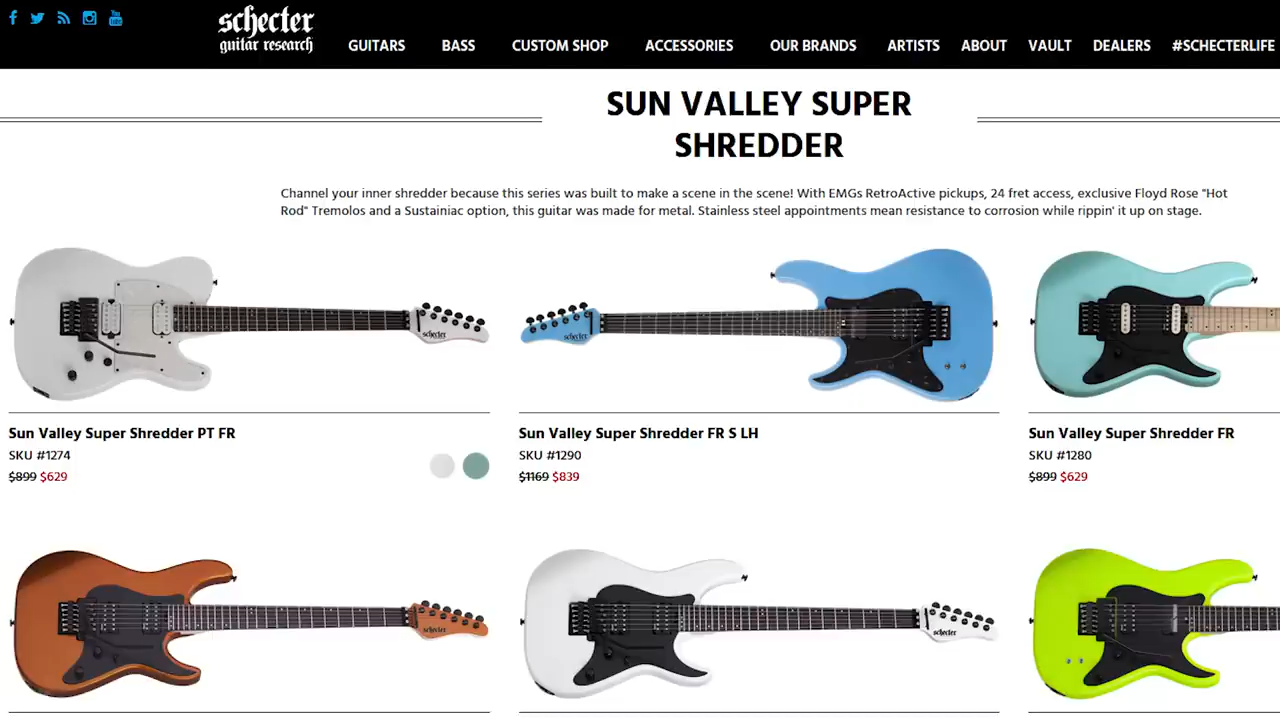 schecter
guitar research
GUITARS BASS CUSTOM SHOP ACCESSORIES OUR BRANDS ARTISTS ABOUT VAULT DEALERS #SCHECTERLIFE
SUN VALLEY SUPER
SHREDDER
Channel your inner shredder because this series was built to make a scene in the scene! With EMGs RetroActive pickups, 24 fret access, exclusive Floyd Rose "Hot
Rod" Tremolos and a Sustainiac option, this guitar was made for metal. Stainless steel appointments mean resistance to corrosion while rippin' it up on stage.
schecter
schecter
Sun Valley Super Shredder PT FR
SKU #1274
$899 $629
Sun Valley Super Shredder FR S LH
SKU #1290
$1169 $839
Sun Valley Super Shredder FR
SKU #1280
$899 $629
schecter
schecter